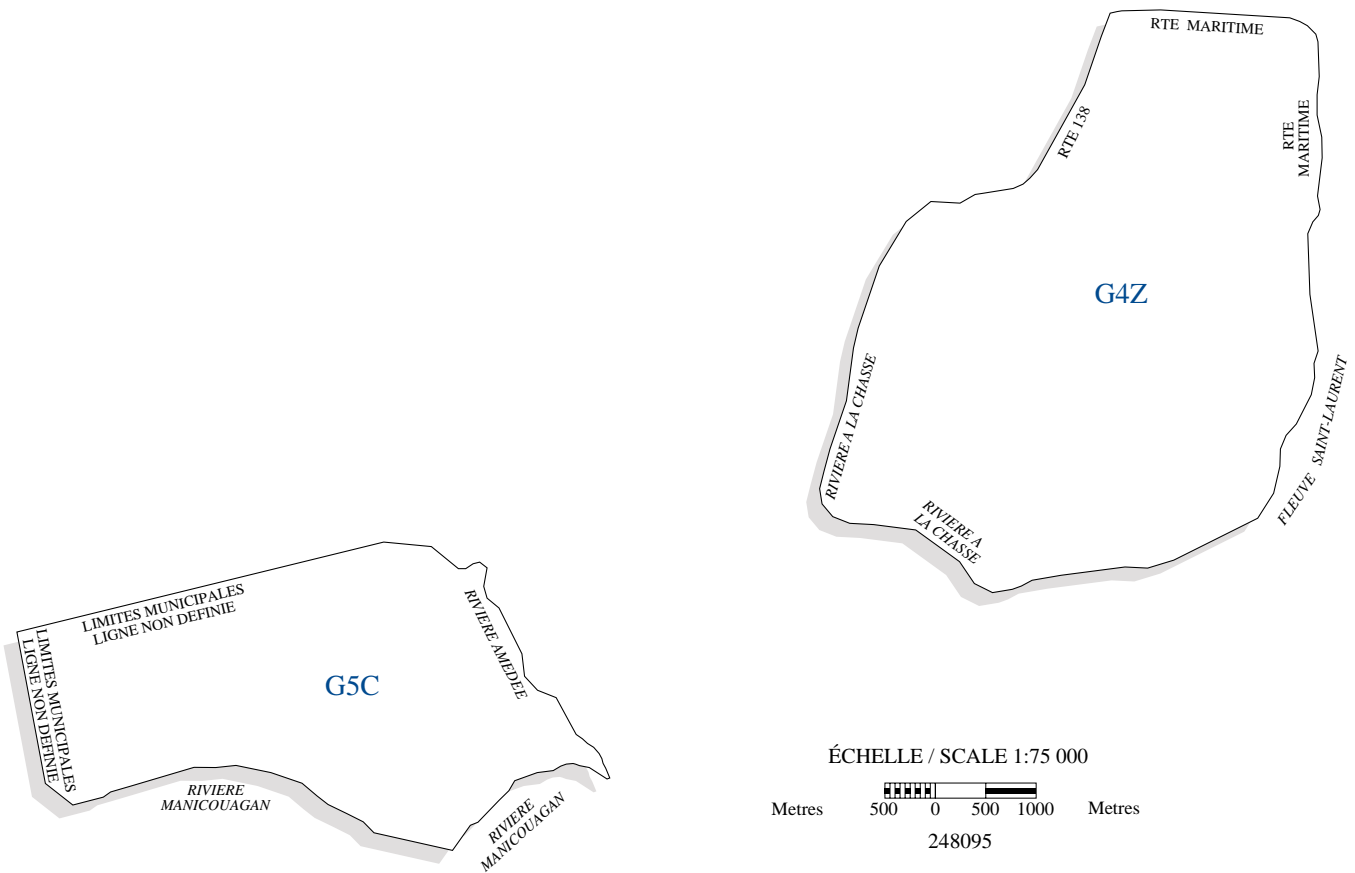 RTE MARITIME
RTE 138
RTE
MARITIME
G4Z
RIVIERE A LA CHASSE
FLEUVE SAINT-LAURENT
RIVIERE A
LA CHASSE
LIMITES MUNICIPALES
LIGNE NON DEFINIE
LIMITES MUNICIPALES
LIGNE NON DEFINIE
RIVIERE AMEDEE
G5C
RIVIERE
MANICOUAGAN
RIVIERE
MANICOUAGAN
ÉCHELLE / SCALE 1:75 000
Metres 500 0 500 1000 Metres
248095